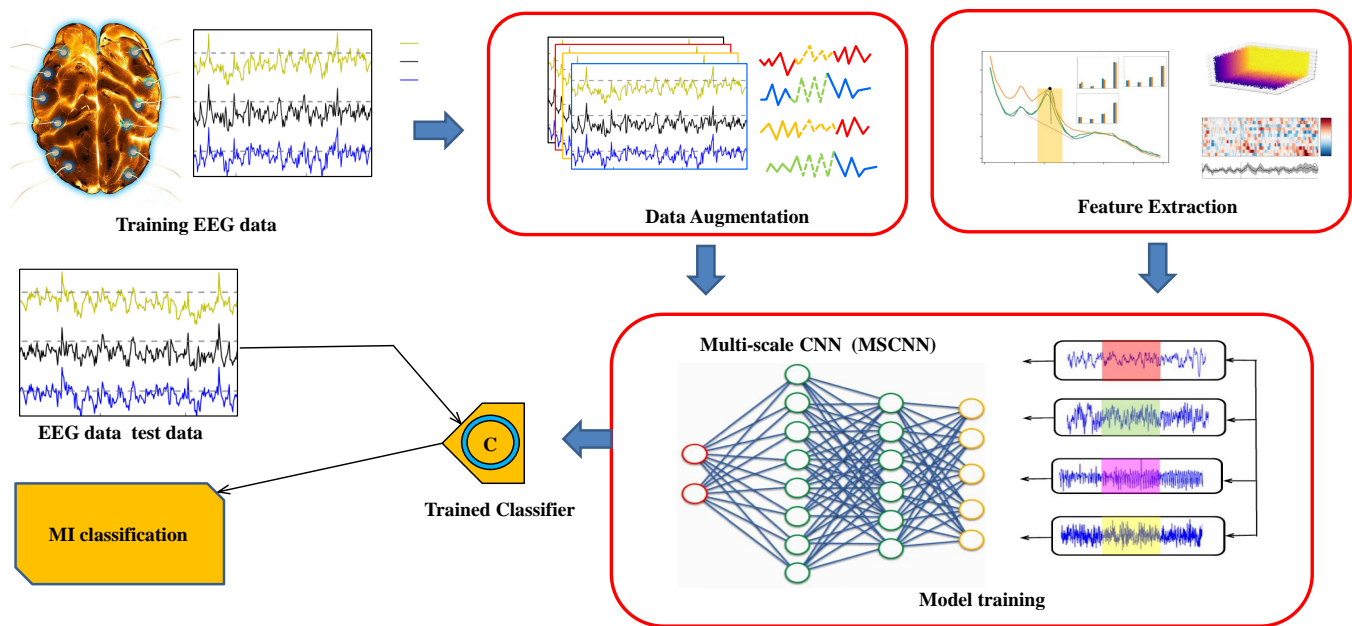 Training EEG data
Data Augmentation
Feature Extraction
EEG data  test data
Multi-scale CNN  (MSCNN)
C
Trained Classifier
MI classification
Model training